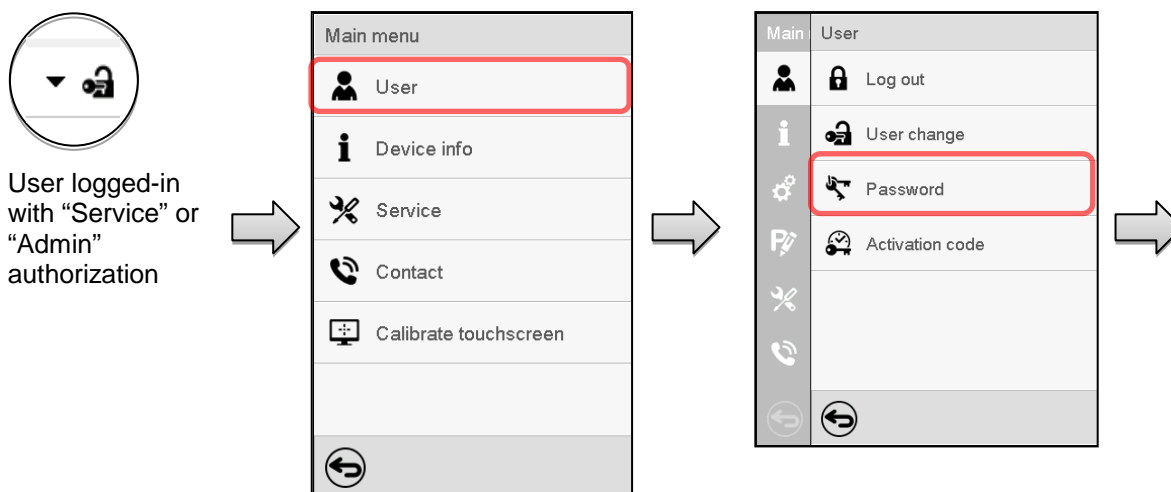 User logged-in
with “Service” or
“Admin”
authorization
Main menu
User
Device info
Service
Contact
Calibrate touchscreen
Main
User
Log out
User change
Password
Activation code